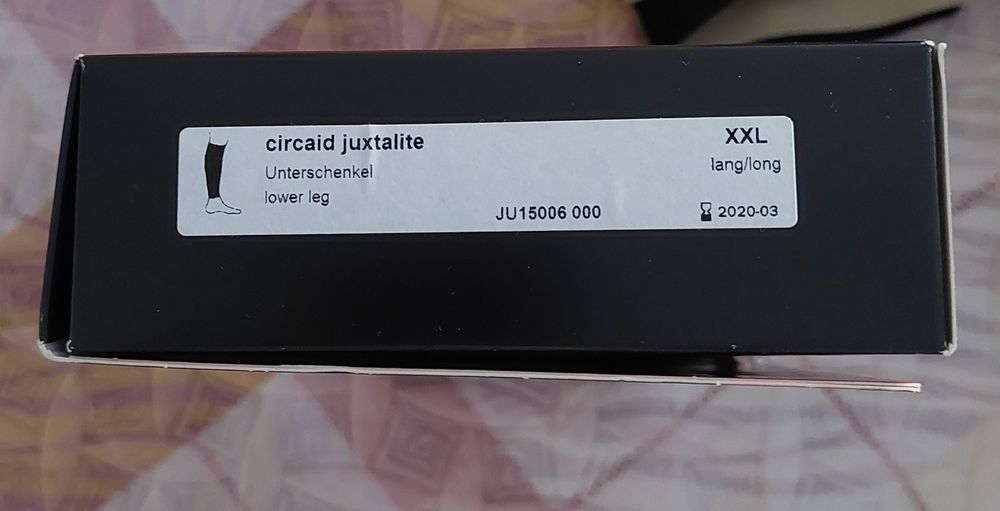 circaid juxtalite
Unterschenkel
lower leg
JU15006 000
XXL
lang/long
2020-03